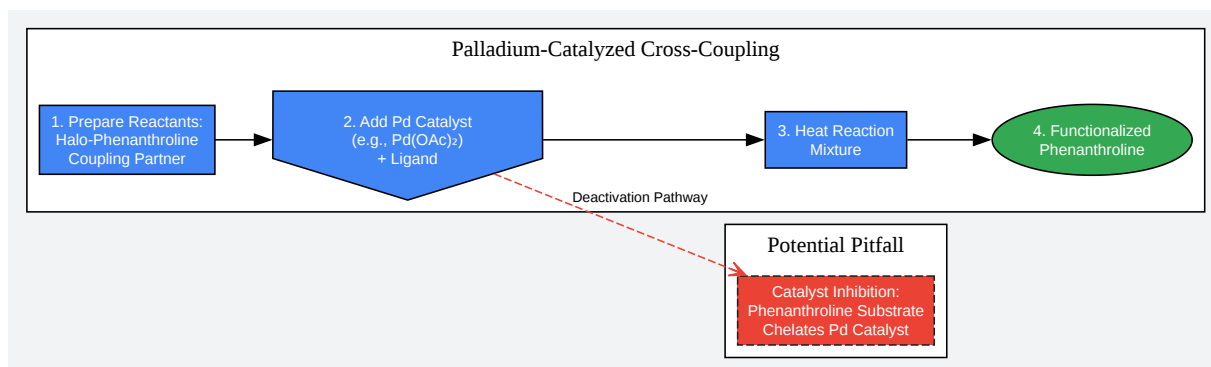 Palladium-Catalyzed Cross-Coupling
1. Prepare Reactants:
Halo-Phenanthroline
Coupling Partner
2. Add Pd Catalyst
(e.g., Pd(OAc)₂)
+ Ligand
3. Heat Reaction
Mixture
4. Functionalized
Phenanthroline
Deactivation Pathway
Potential Pitfall
Catalyst Inhibition:
Phenanthroline Substrate
Chelates Pd Catalyst